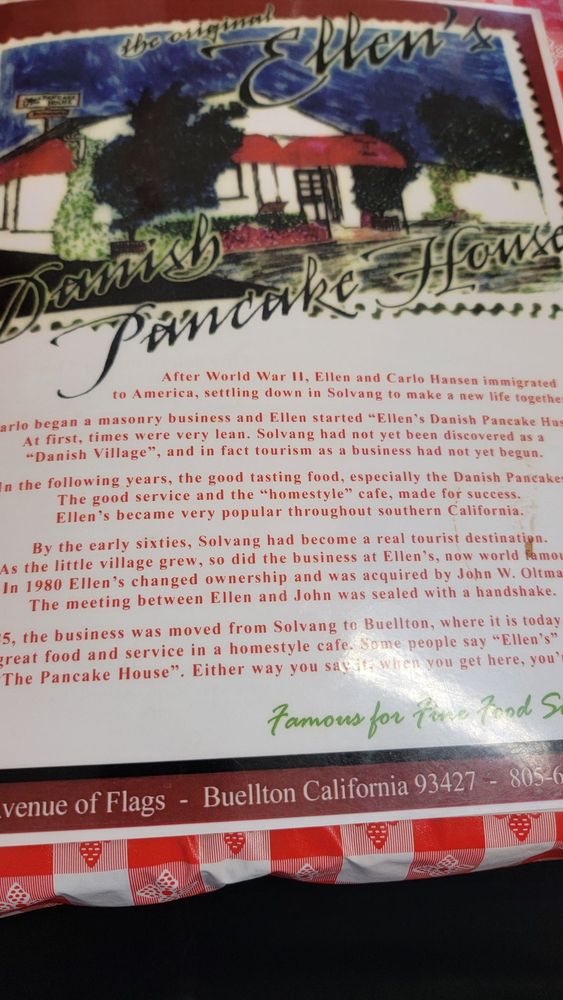 the original
Ellen's
Danish
Pancake House
After World War II, Ellen and Carlo Hansen immigrated
to America, settling down in Solvang to make a new life togethe
arlo began a masonry business and Ellen started “Ellen's Danish Pancake Hus
At first, times were very lean. Solvang had not yet been discovered as a
“Danish Village”, and in fact tourism as a business had not yet begun.
In the following years, the good tasting food, especially the Danish Pancakes
The good service and the “homestyle” cafe, made for success.
Ellen's became very popular throughout southern California.
By the early sixties, Solvang had become a real tourist destination.
As the little village grew, so did the business at Ellen's, now world famou
In 1980 Ellen's changed ownership and was acquired by John W. Oltma
The meeting between Ellen and John was sealed with a handshake.
5, the business was moved from Solvang to Buellton, where it is today
great food and service in a homestyle cafe. Some people say “Ellen's”
“The Pancake House”. Either way you say it, when you get here, you'
Famous for Fine Food Si
venue of Flags - Buellton California 93427 - 805-6